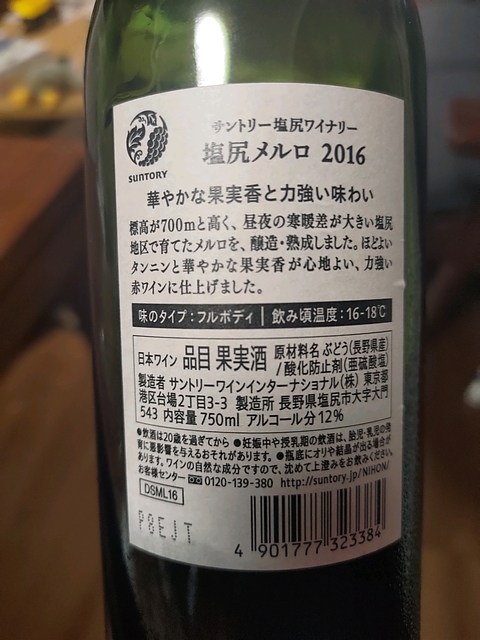 SUNTORY
サントリー塩尻ワイナリー
塩尻メルロ 2016
華やかな果実香と力強い味わい
標高が700mと高く、昼夜の寒暖差が大きい塩尻
地区で育てたメルロを、醸造・熟成しました。ほどよい
タンニンと華やかな果実香が心地よい、力強い
赤ワインに仕上げました。
味のタイプ:フルボディ | 飲み頃温度:16-18℃
日本ワイン 品目 果実酒 原材料名 ぶどう(長野県産)
/酸化防止剤(亜硫酸塩)
製造者 サントリーワインインターナショナル(株) 東京都
港区台場2丁目3-3 製造所 長野県塩尻市大字大門
543 内容量 750ml アルコール分 12%
●飲酒は20歳を過ぎてから ●妊娠中や授乳期の飲酒は、胎児・乳児の発
育に悪影響を与えるおそれがあります。●瓶底にオリや結晶が出る場合が
あります。ワインの自然な成分ですので、沈めて上澄みをお飲みください。
お客様センター 0120-139-380 http://suntory.jp/NIHON/
DSML16
P8EJT
4 901777 323384